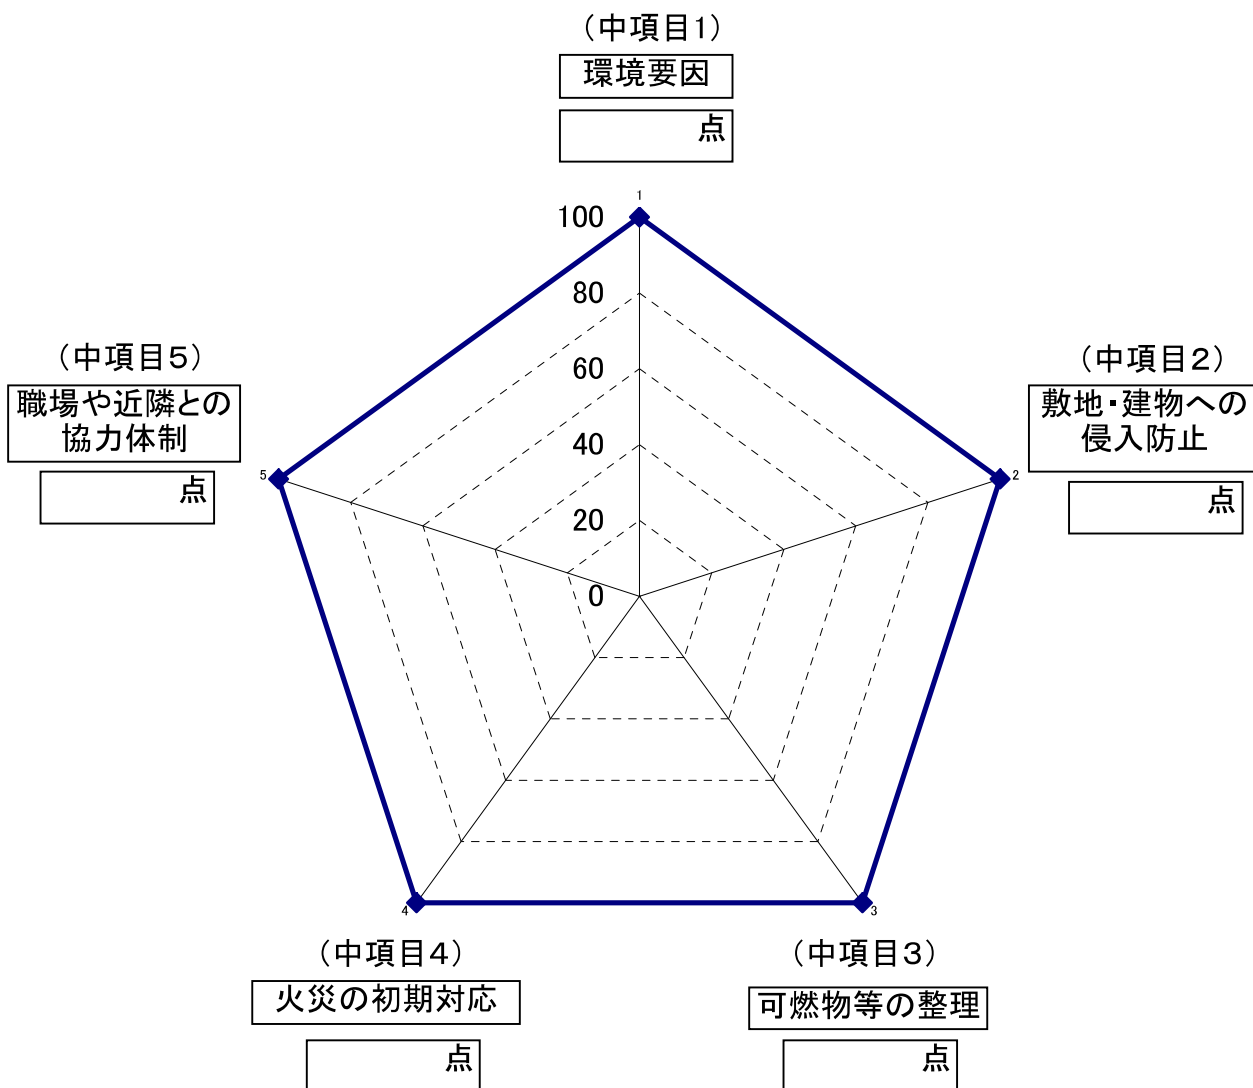 （中項目1）
環境要因
点
1
100
80
60
40
20
0
（中項目5）
職場や近隣との
協力体制
点
5
（中項目2）
敷地・建物への
侵入防止
点
2
4
3
（中項目4）
火災の初期対応
点
（中項目3）
可燃物等の整理
点